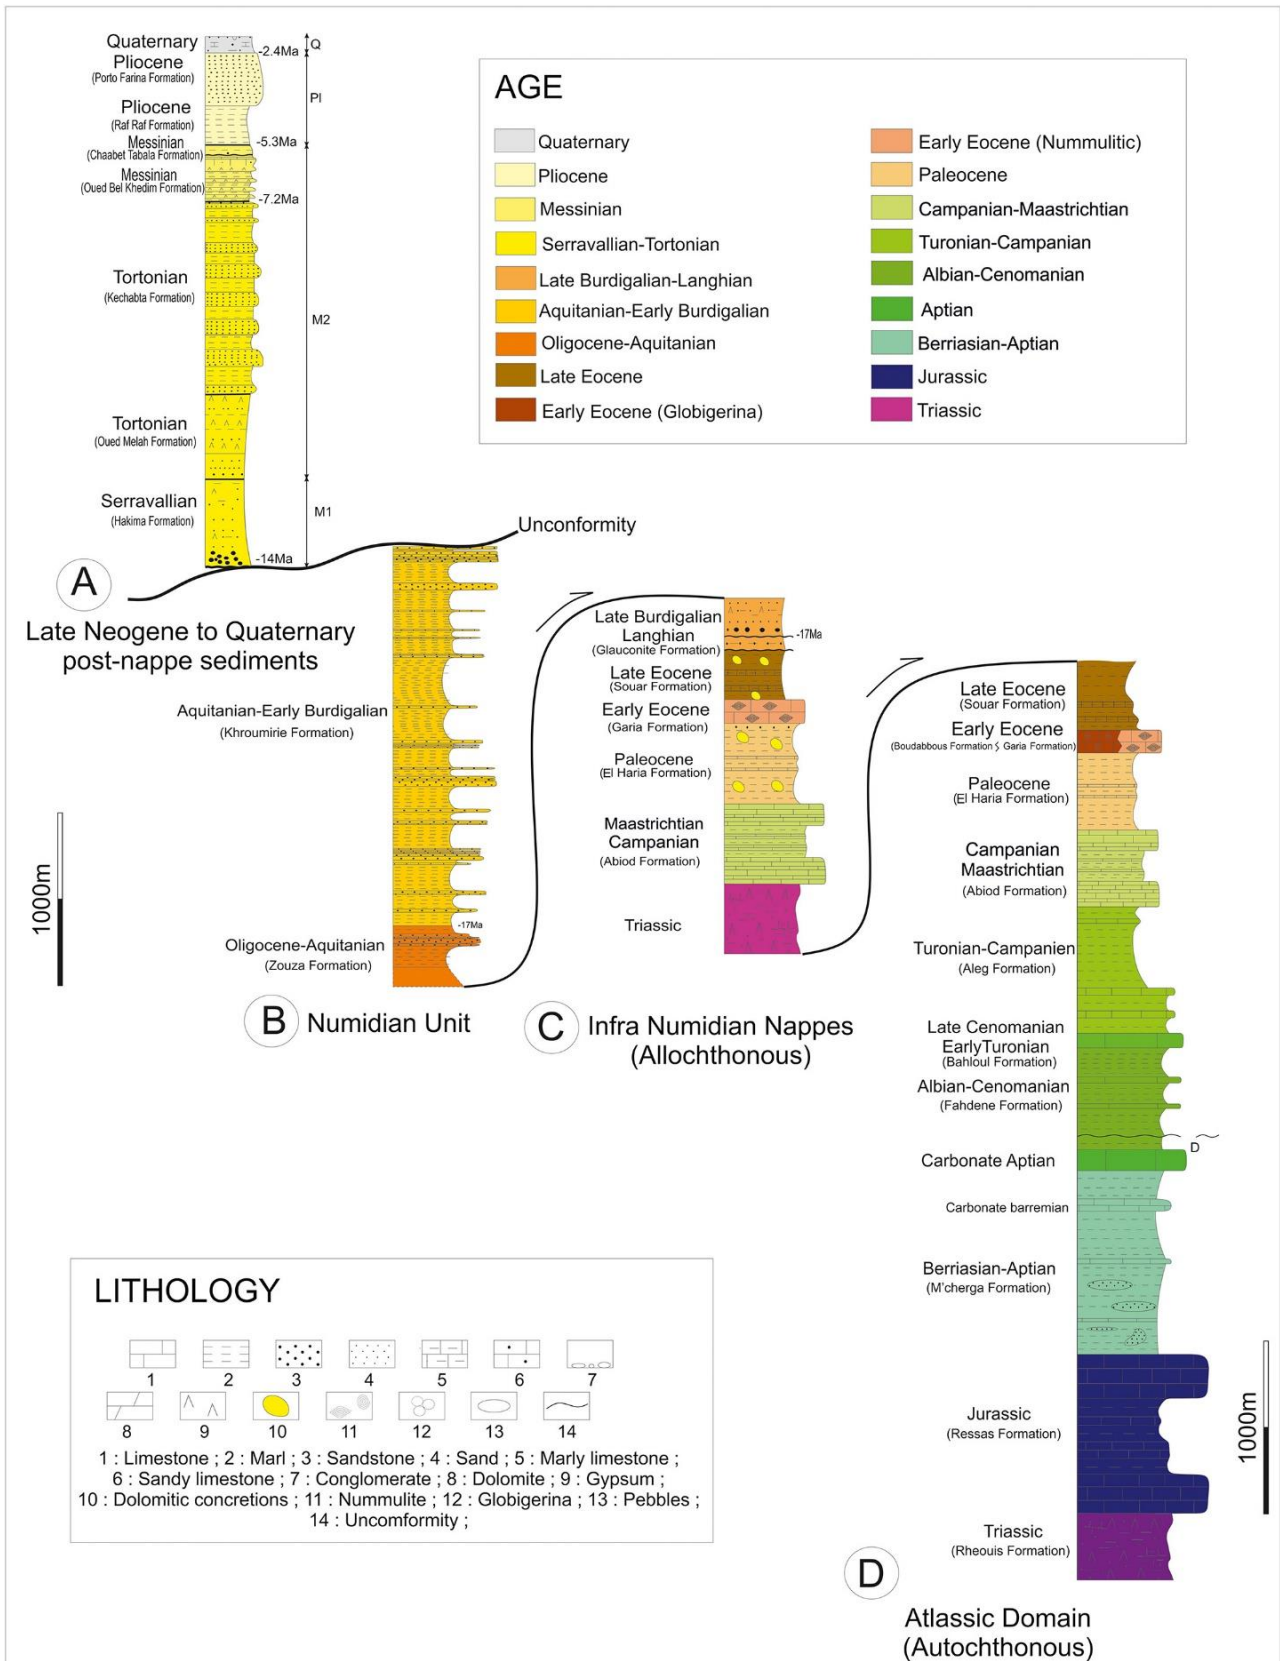 Quaternary
-2.4Ma
Q
Pliocene
(Porto Farina Formation)
Pl
Pliocene
(Raf Raf Formation)
Messinian
-5.3Ma
(Chaabet Tabala Formation)
Messinian
(Oued Bel Khedim Formation)
-7.2Ma
Tortonian
(Kechabta Formation)
M2
Tortonian
(Oued Melah Formation)
Serravallian
(Hakima Formation)
M1
-14Ma
A
Late Neogene to Quaternary
post-nappe sediments
AGE
Quaternary
Pliocene
Messinian
Serravallian-Tortonian
Late Burdigalian-Langhian
Aquitanian-Early Burdigalian
Oligocene-Aquitanian
Late Eocene
Early Eocene (Globigerina)
Early Eocene (Nummulitic)
Paleocene
Campanian-Maastrichtian
Turonian-Campanian
Albian-Cenomanian
Aptian
Berriasian-Aptian
Jurassic
Triassic
Unconformity
Aquitanian-Early Burdigalian
(Khroumirie Formation)
-17Ma
Oligocene-Aquitanian
(Zouza Formation)
B
Numidian Unit
1000m
Late Burdigalian
Langhian
(Glauconite Formation)
-17Ma
Late Eocene
(Souar Formation)
Early Eocene
(Garia Formation)
Paleocene
(El Haria Formation)
Maastrichtian
Campanian
(Abiod Formation)
Triassic
C
Infra Numidian Nappes
(Allochthonous)
Late Eocene
(Souar Formation)
Early Eocene
(Boudabbous Formation Garia Formation)
Paleocene
(El Haria Formation)
Campanian
Maastrichtian
(Abiod Formation)
Turonian-Campanien
(Aleg Formation)
Late Cenomanian
EarlyTuronian
(Bahloul Formation)
Albian-Cenomanian
(Fahdene Formation)
D
Carbonate Aptian
Carbonate barremian
Berriasian-Aptian
(M'cherga Formation)
Jurassic
(Ressas Formation)
Triassic
(Rheouis Formation)
1000m
D
Atlassic Domain
(Autochthonous)
LITHOLOGY
1 2 3 4 5 6 7
8 9 10 11 12 13 14
1 : Limestone ; 2 : Marl ; 3 : Sandstone ; 4 : Sand ; 5 : Marly limestone ;
6 : Sandy limestone ; 7 : Conglomerate ; 8 : Dolomite ; 9 : Gypsum ;
10 : Dolomitic concretions ; 11 : Nummulite ; 12 : Globigerina ; 13 : Pebbles ;
14 : Uncomformity ;